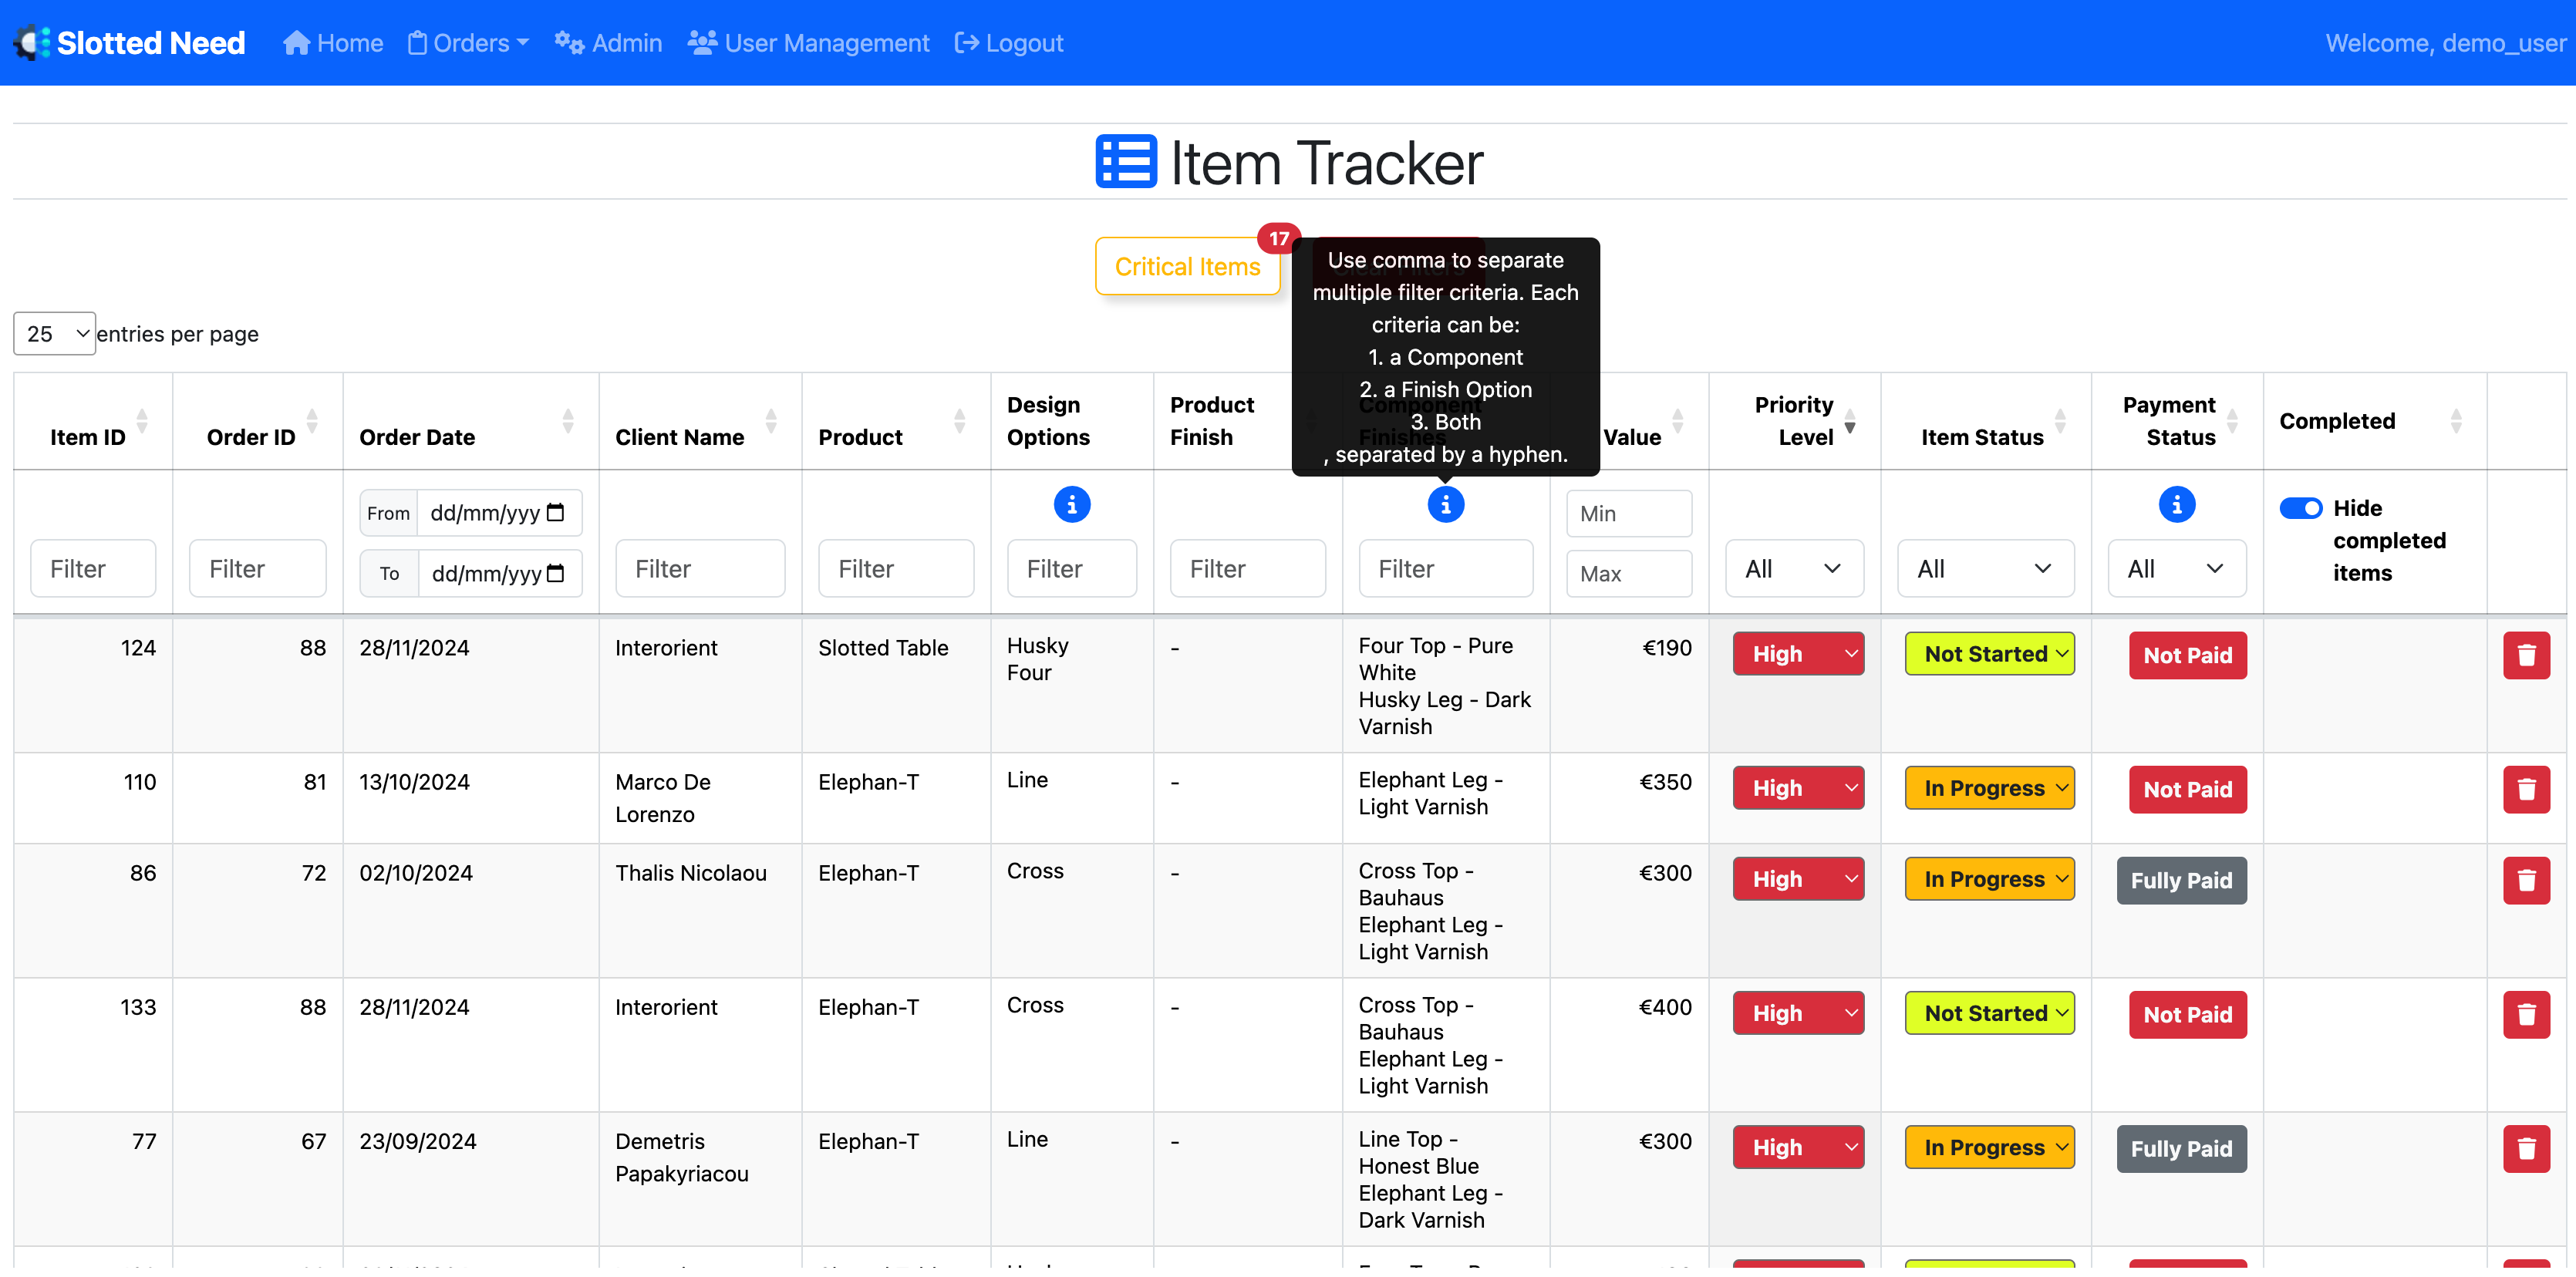 Slotted Need Home Orders Admin User Management Logout Welcome, demo_user
Item Tracker
17
Critical Items
Clear Filters
Use comma to separate
multiple filter criteria. Each
criteria can be:
1. a Component
2. a Finish Option
3. Both
, separated by a hyphen.
25 entries per page
Item ID
Order ID
Order Date
Client Name
Product
Design
Options
Product
Finish
Component
Finishes
Value
Priority
Level
Item Status
Payment
Status
Completed
Filter
Filter
From dd/mm/yyy
To dd/mm/yyy
Filter
Filter
Filter
Filter
Filter
Min
Max
All
All
All
Hide
completed
items
124
88
28/11/2024
Interorient
Slotted Table
Husky
Four
-
Four Top - Pure
White
Husky Leg - Dark
Varnish
€190
High
Not Started
Not Paid
110
81
13/10/2024
Marco De
Lorenzo
Elephan-T
Line
-
Elephant Leg -
Light Varnish
€350
High
In Progress
Not Paid
86
72
02/10/2024
Thalis Nicolaou
Elephan-T
Cross
-
Cross Top -
Bauhaus
Elephant Leg -
Light Varnish
€300
High
In Progress
Fully Paid
133
88
28/11/2024
Interorient
Elephan-T
Cross
-
Cross Top -
Bauhaus
Elephant Leg -
Light Varnish
€400
High
Not Started
Not Paid
77
67
23/09/2024
Demetris
Papakyriacou
Elephan-T
Line
-
Line Top -
Honest Blue
Elephant Leg -
Dark Varnish
€300
High
In Progress
Fully Paid